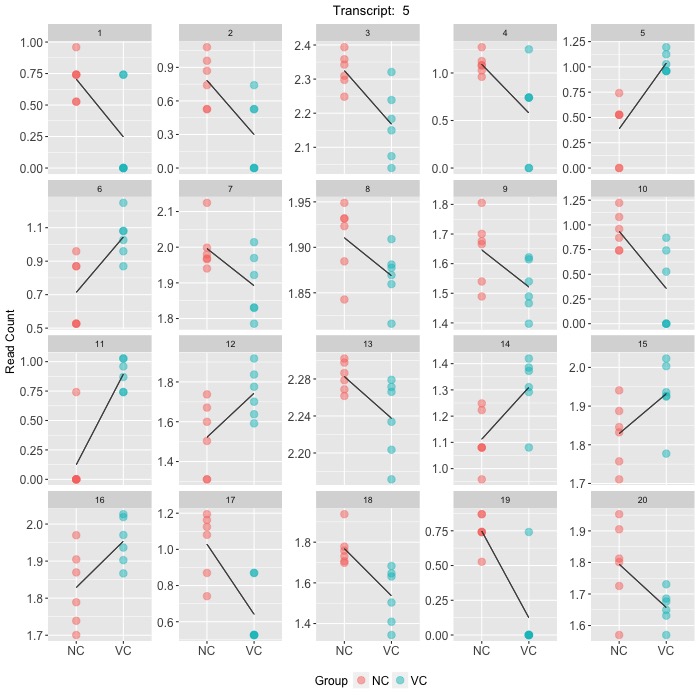 Transcript: 5
1 2 3 4 5
1.00 0.75 0.50 0.25 0.00
0.9 0.6 0.3 0.0
2.4 2.3 2.2 2.1
1.0 0.5 0.0
1.25 1.00 0.75 0.50 0.25 0.00
6 7 8 9 10
1.1 0.9 0.7 0.5
2.1 2.0 1.9 1.8
1.95 1.90 1.85
1.8 1.7 1.6 1.5 1.4
1.25 1.00 0.75 0.50 0.25 0.00
Read Count
11 12 13 14 15
1.00 0.75 0.50 0.25 0.00
1.8 1.6 1.4
2.28 2.24 2.20
1.4 1.3 1.2 1.1 1.0
2.0 1.9 1.8 1.7
16 17 18 19 20
2.0 1.9 1.8 1.7
1.2 1.0 0.8 0.6
1.8 1.6 1.4
0.75 0.50 0.25 0.00
1.9 1.8 1.7 1.6
NC VC NC VC NC VC NC VC NC VC
Group NC VC